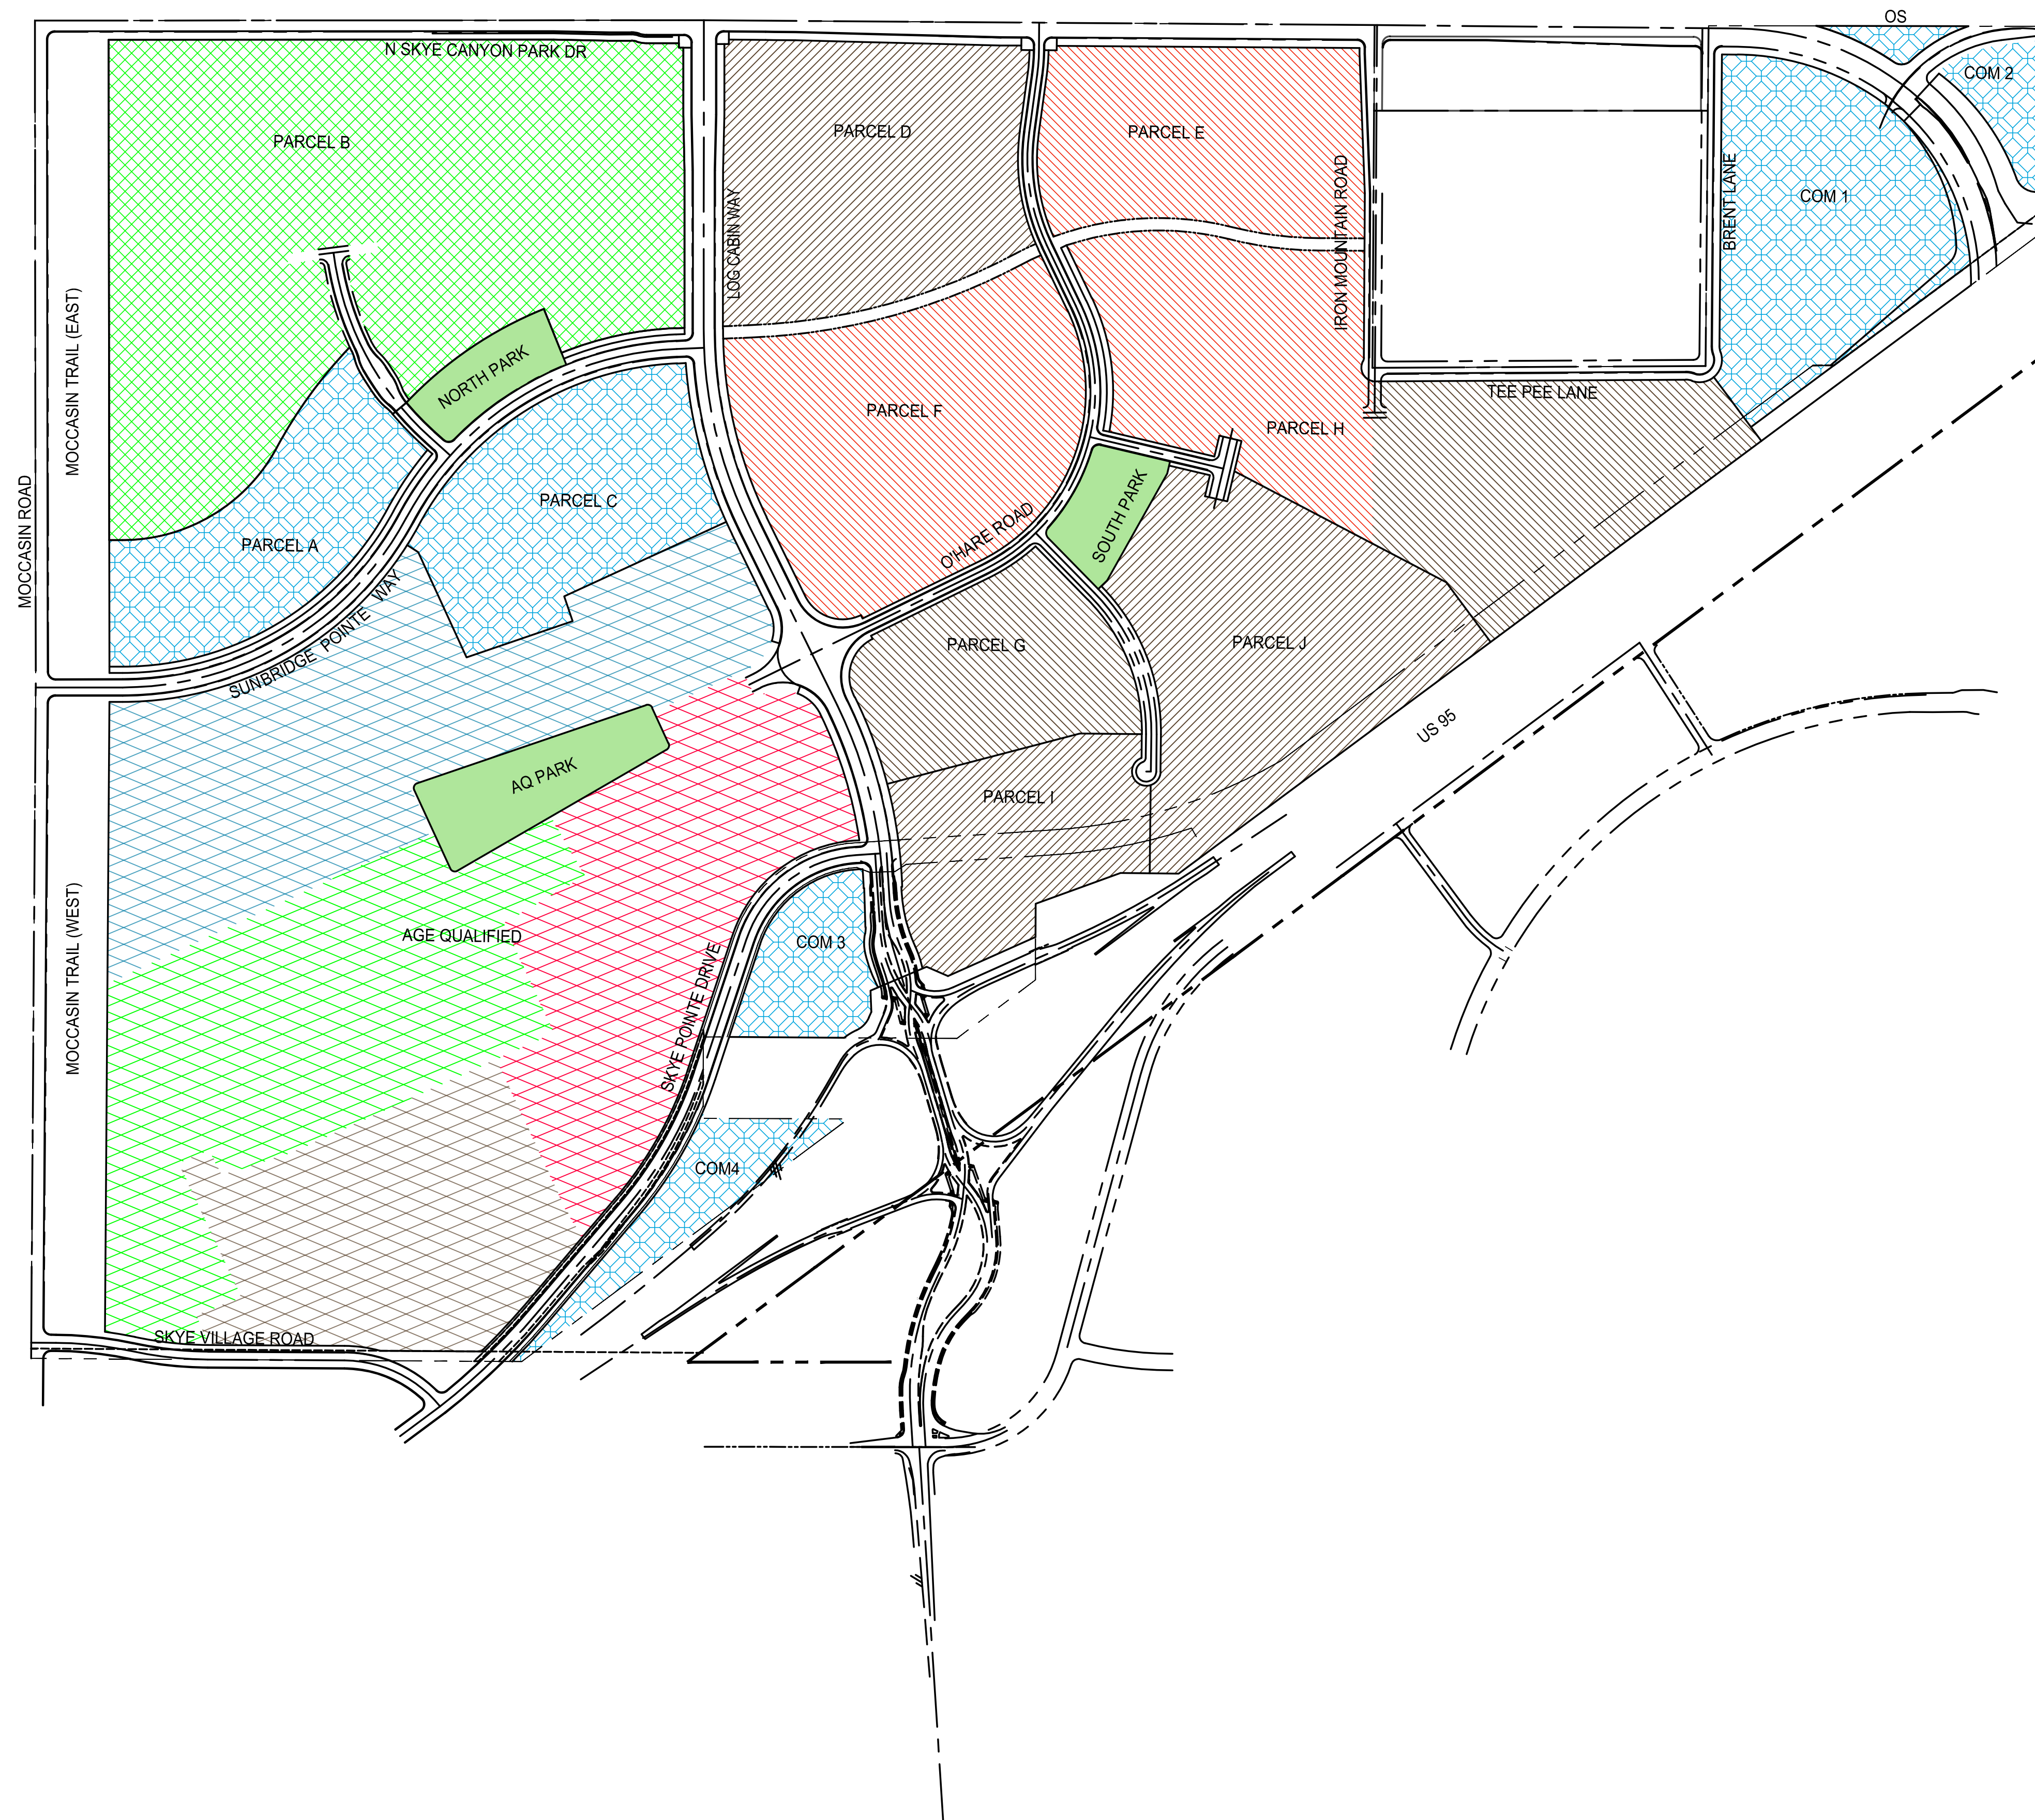 OS
N SKYE CANYON PARK DR
COM 2
PARCEL B
PARCEL D
PARCEL E
COM 1
BRENT LANE
LOG CABIN WAY
IRON MOUNTAIN ROAD
MOCCASIN TRAIL (EAST)
NORTH PARK
TEE PEE LANE
PARCEL F
PARCEL H
PARCEL C
SOUTH PARK
O'HARE ROAD
MOCCASIN ROAD
PARCEL A
SUNBRIDGE POINTE WAY
PARCEL G
PARCEL J
US 95
AQ PARK
PARCEL I
AGE QUALIFIED
COM 3
MOCCASIN TRAIL (WEST)
SKYE POINTE DRIVE
COM4
SKYE VILLAGE ROAD